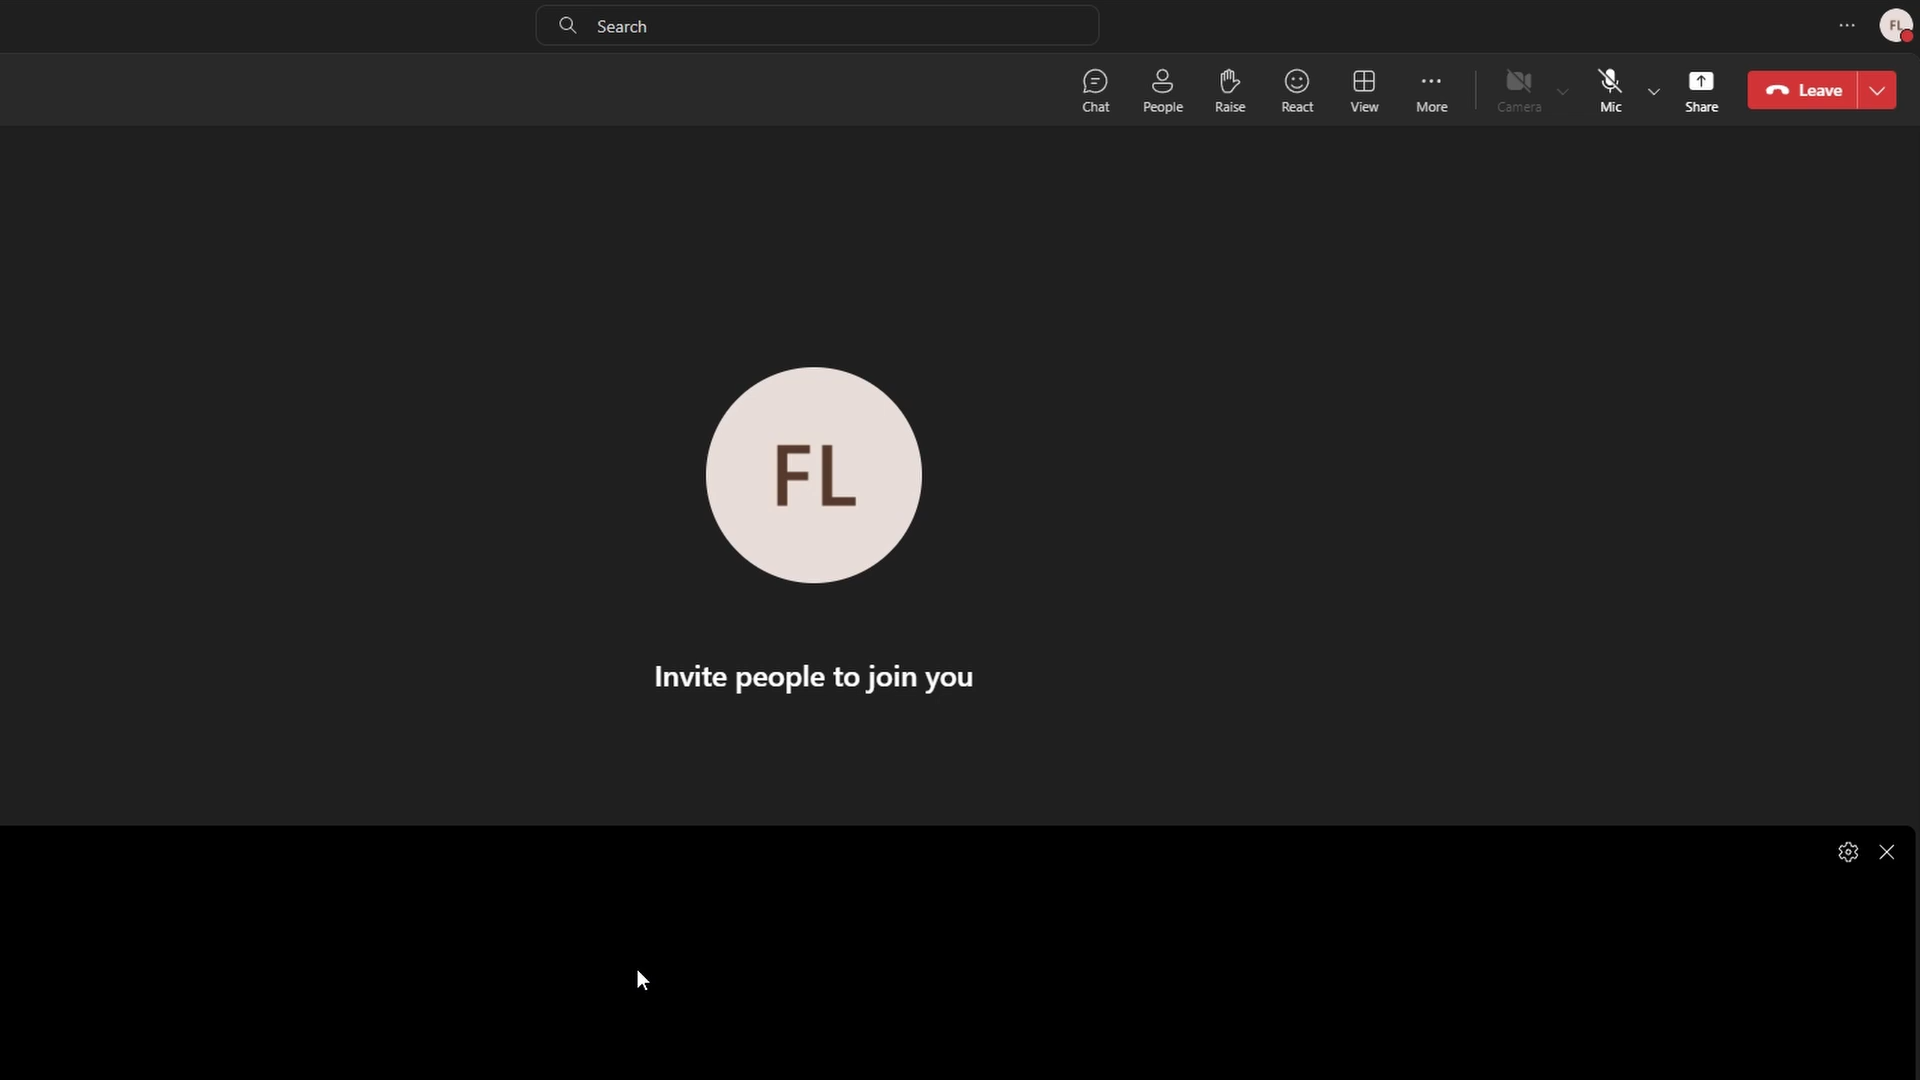 Search
FL
Chat
People
Raise
React
View
More
Camera
Mic
Share
Leave
FL
Invite people to join you